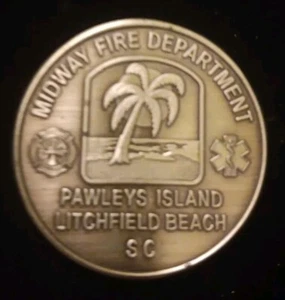 MIDWAY FIRE DEPARTMENT
PAWLEYS ISLAND
LITCHFIELD BEACH
SC